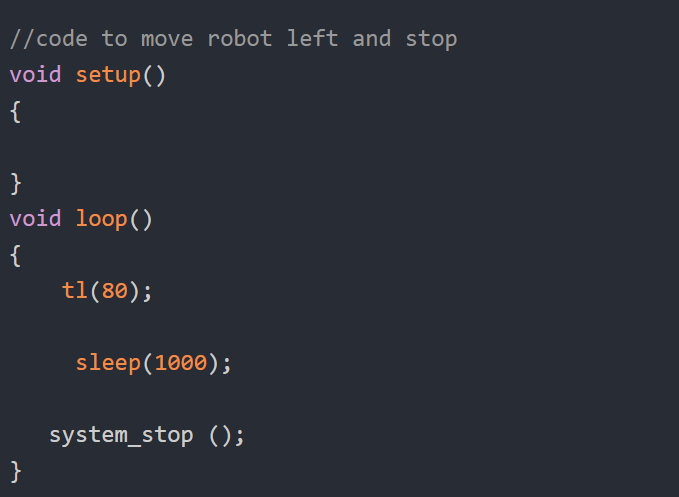 //code to move robot left and stop
void setup()
{
}
void loop()
{
tl(80);
sleep(1000);
system_stop ();
}